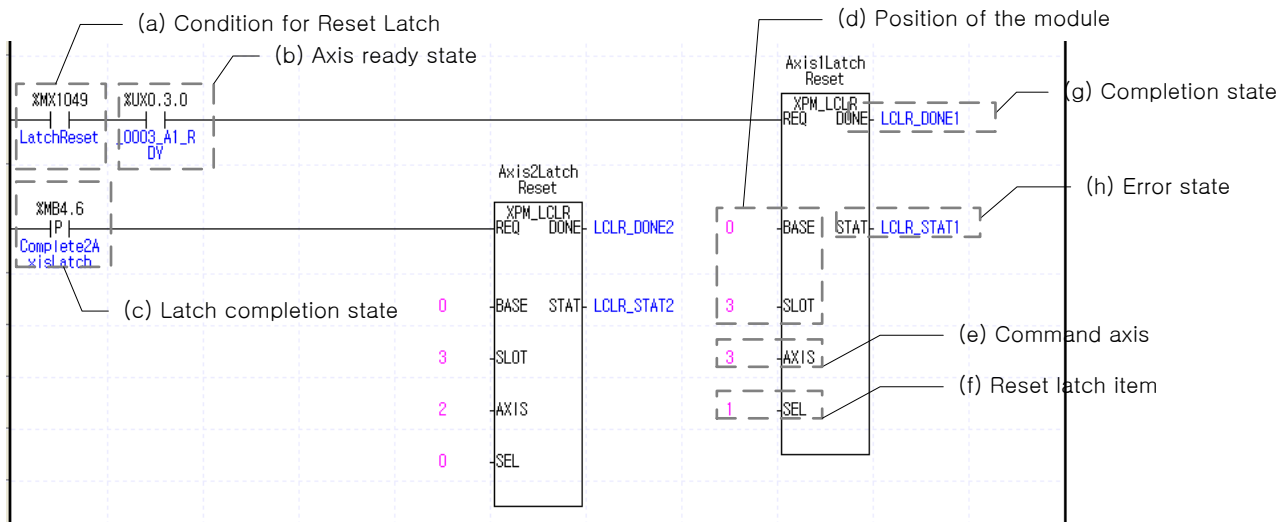 (a) Condition for Reset Latch
(d) Position of the module
(b) Axis ready state
Axis1Latch
Reset
(g) Completion state
%MX1049
%UX0.3.0
XPM_LCLR
REQ DONE LCLR_DONE1
LatchReset
_0003_A1_R
DY
Axis2Latch
Reset
(h) Error state
%MB4.6
XPM_LCLR
REQ DONE LCLR_DONE2
0 BASE STAT LCLR_STAT1
P
Complete2A
xisLatch
(c) Latch completion state
0 BASE STAT LCLR_STAT2
3 SLOT
(e) Command axis
3 SLOT
3 AXIS
(f) Reset latch item
2 AXIS
1 SEL
0 SEL